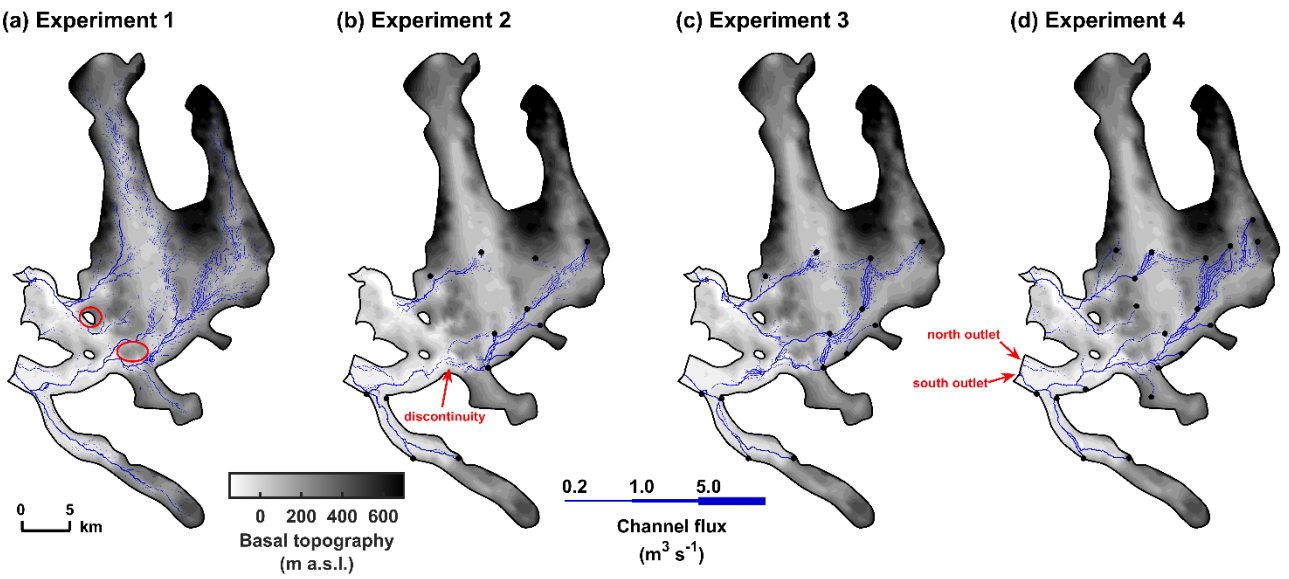 (a) Experiment 1
(b) Experiment 2
(c) Experiment 3
(d) Experiment 4
north outlet
south outlet
discontinuity
0 5
km
0 200 400 600
Basal topography
(m a.s.l.)
0.2 1.0 5.0
Channel flux
(m³ s⁻¹)